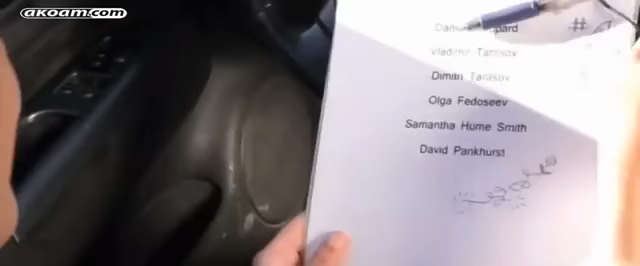 akoam.com
#
Vladimir Tarasov
Dimitri Tarasov
Olga Fedoseev
Samantha Hume Smith
David Pankhurst